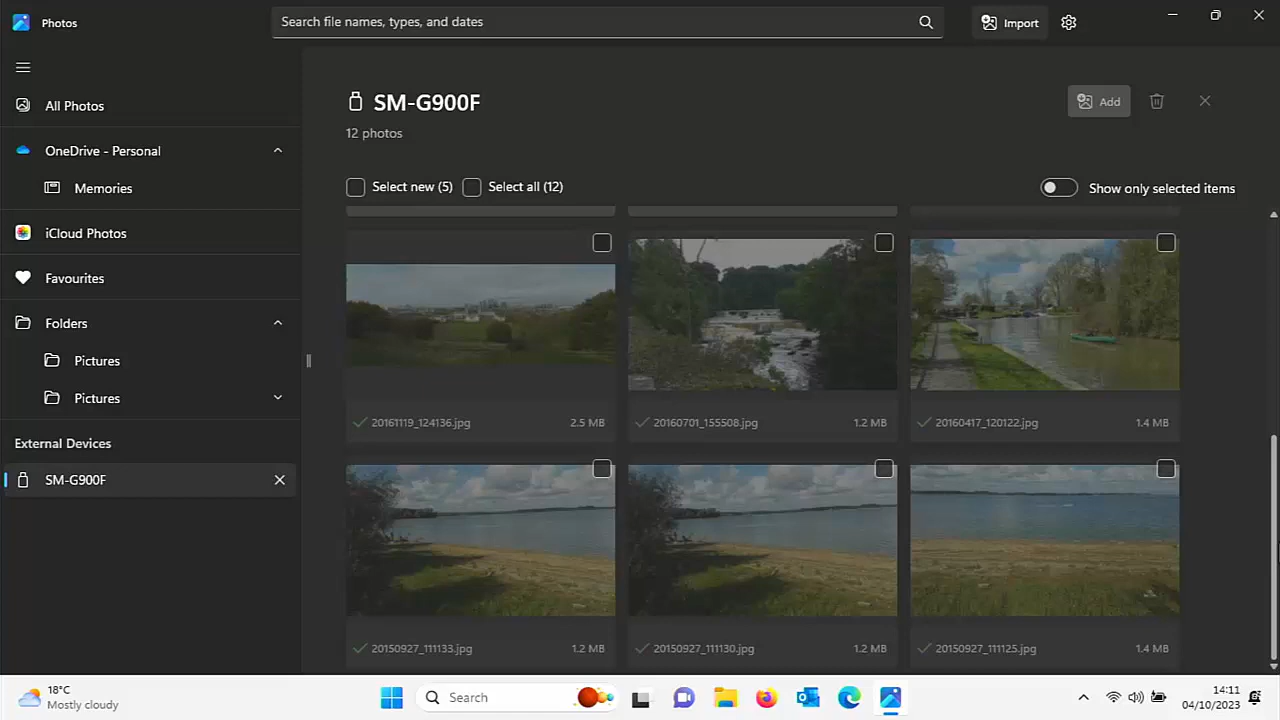 Photos
Search file names, types, and dates
Import
All Photos
OneDrive - Personal
Memories
iCloud Photos
Favourites
Folders
Pictures
Pictures
External Devices
SM-G900F
SM-G900F
Add
12 photos
Select new (5)
Select all (12)
Show only selected items
20161119_124136.jpg 2.5 MB
20160701_155508.jpg 1.2 MB
20160417_120122.jpg 1.4 MB
20150927_111133.jpg 1.2 MB
20150927_111130.jpg 1.2 MB
20150927_111125.jpg 1.4 MB
18°C
Mostly cloudy
Search
14:11
04/10/2023